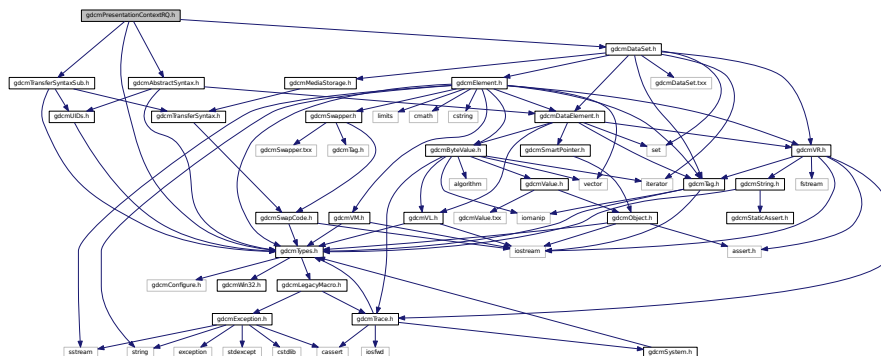 gdcmPresentationContextRQ.h
gdcmDataSet.h
gdcmTransferSyntaxSub.h
gdcmAbstractSyntax.h
gdcmMediaStorage.h
gdcmElement.h
gdcmDataSet.txx
gdcmUIDs.h
gdcmTransferSyntax.h
gdcmSwapper.h
limits
cmath
cstring
gdcmDataElement.h
gdcmSwapper.txx
gdcmTag.h
gdcmByteValue.h
gdcmSmartPointer.h
set
gdcmVR.h
algorithm
gdcmValue.h
vector
iterator
gdcmTag.h
gdcmString.h
fstream
gdcmSwapCode.h
gdcmVM.h
gdcmVL.h
gdcmValue.txx
iomanip
gdcmObject.h
gdcmStaticAssert.h
gdcmTypes.h
iostream
assert.h
gdcmConfigure.h
gdcmWin32.h
gdcmLegacyMacro.h
gdcmException.h
gdcmTrace.h
sstream
string
exception
stdexcept
cstdlib
cassert
iosfwd
gdcmSystem.h